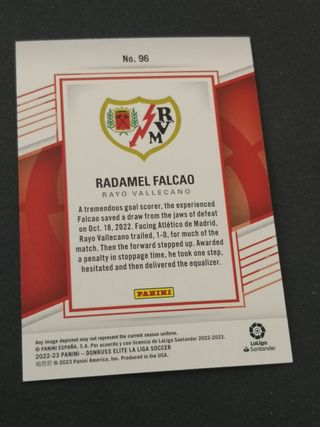 No. 96
RVM
RADAMEL FALCAO
RAYO VALLECANO
A tremendous goal scorer, the experienced
Falcao saved a draw from the jaws of defeat
on Oct. 18, 2022. Facing Atlético de Madrid,
Rayo Vallecano trailed, 1-0, for much of the
match. Then the forward stepped up. Awarded
a penalty in stoppage time, he took one step,
hesitated and then delivered the equalizer.
PANINI
Any image depicted may not represent the current season uniform.
© PANINI ESPAÑA, S.A. Por acuerdo y con licencia de LaLiga Santander 2022-2023.
2022-23 PANINI - DONRUSS ELITE LA LIGA SOCCER
帕尼尼 © 2023 Panini America, Inc. Produced in the USA.
LaLiga
Santander